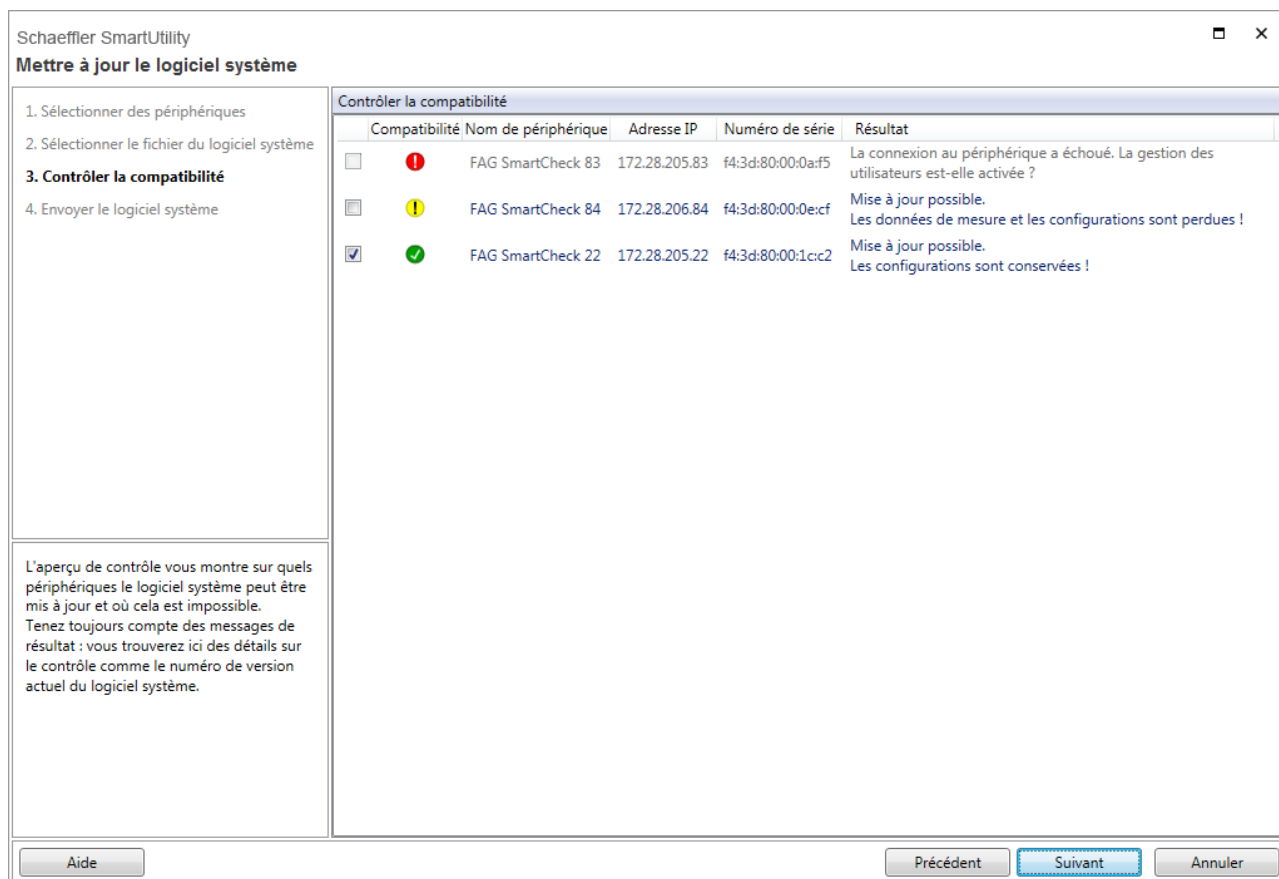 Schaeffler SmartUtility
Mettre à jour le logiciel système
1. Sélectionner des périphériques
2. Sélectionner le fichier du logiciel système
3. Contrôler la compatibilité
4. Envoyer le logiciel système
L'aperçu de contrôle vous montre sur quels
périphériques le logiciel système peut être
mis à jour et où cela est impossible.
Tenez toujours compte des messages de
résultat : vous trouverez ici des détails sur
le contrôle comme le numéro de version
actuel du logiciel système.
Contrôler la compatibilité
Compatibilité Nom de périphérique Adresse IP Numéro de série Résultat
FAG SmartCheck 83 172.28.205.83 f4:3d:80:00:0a:f5 La connexion au périphérique a échoué. La gestion des
utilisateurs est-elle activée ?
FAG SmartCheck 84 172.28.206.84 f4:3d:80:00:0e:cf Mise à jour possible.
Les données de mesure et les configurations sont perdues !
FAG SmartCheck 22 172.28.205.22 f4:3d:80:00:1c:c2 Mise à jour possible.
Les configurations sont conservées !
Aide Précédent Suivant Annuler